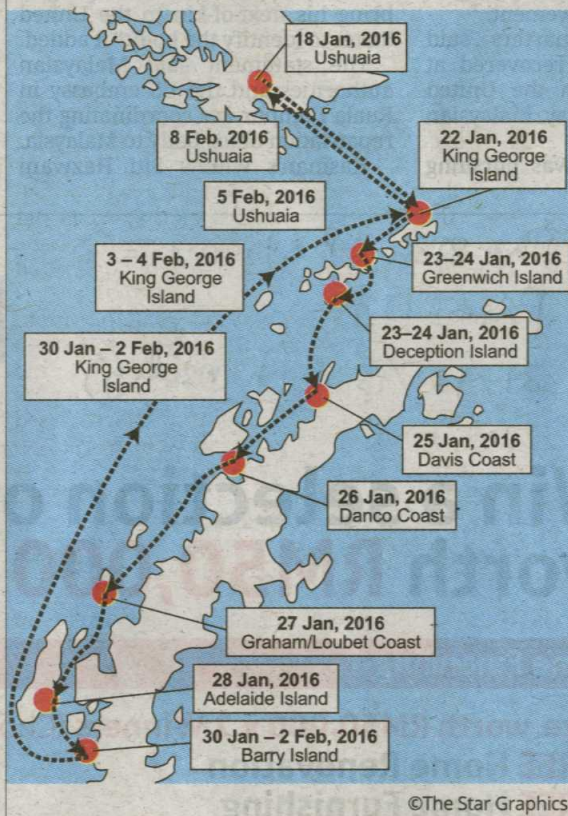 18 Jan, 2016
Ushuaia
8 Feb, 2016
Ushuaia
22 Jan, 2016
King George
Island
5 Feb, 2016
Ushuaia
3 – 4 Feb, 2016
King George
Island
23–24 Jan, 2016
Greenwich Island
23–24 Jan, 2016
Deception Island
30 Jan – 2 Feb, 2016
King George
Island
25 Jan, 2016
Davis Coast
26 Jan, 2016
Danco Coast
27 Jan, 2016
Graham/Loubet Coast
28 Jan, 2016
Adelaide Island
30 Jan – 2 Feb, 2016
Barry Island
©The Star Graphics